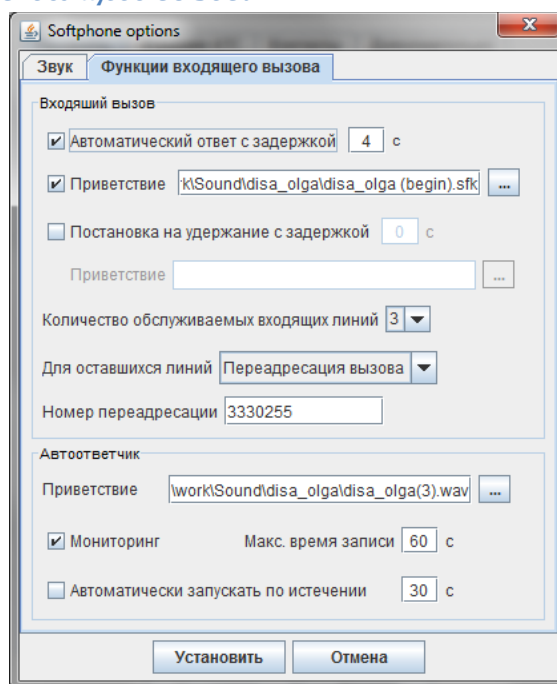 Softphone options
Звук Функции входящего вызова
Входяший вызов
Автоматический ответ с задержкой 4 с
Приветствие k\Sound\disa_olga\disa_olga (begin).sfk ...
Постановка на удержание с задержкой 0 с
Приветствие ...
Количество обслуживаемых входящих линий 3
Для оставшихся линий Переадресация вызова
Номер переадресации 3330255
Автоответчик
Приветствие \work\Sound\disa_olga\disa_olga(3).wav ...
Мониторинг Макс. время записи 60 с
Автоматически запускать по истечении 30 с
Установить Отмена